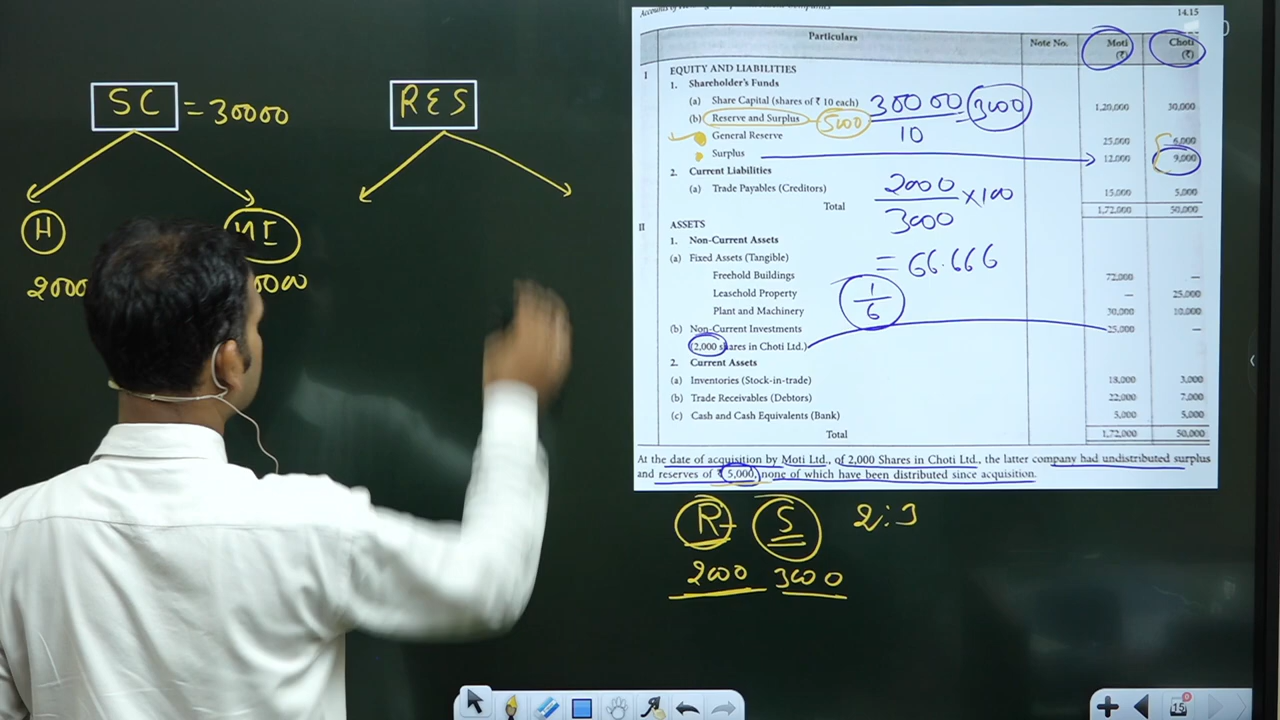 SC = 30000
H
MI
RES
14.15
Particulars Note No. Moti (₹) Choti (₹)
I EQUITY AND LIABILITIES
1. Shareholder's Funds
(a) Share Capital (shares of ₹ 10 each) 1,20,000 30,000
(b) Reserve and Surplus
General Reserve 25,000 6,000
Surplus 12,000 9,000
2. Current Liabilities
(a) Trade Payables (Creditors) 15,000 5,000
Total 1,72,000 50,000
II ASSETS
1. Non-Current Assets
(a) Fixed Assets (Tangible)
Freehold Buildings 72,000 —
Leasehold Property — 25,000
Plant and Machinery 30,000 10,000
(b) Non-Current Investments 25,000 —
(2,000 shares in Choti Ltd.)
2. Current Assets
(a) Inventories (Stock-in-trade) 18,000 3,000
(b) Trade Receivables (Debtors) 22,000 7,000
(c) Cash and Cash Equivalents (Bank) 5,000 5,000
Total 1,72,000 50,000
At the date of acquisition by Moti Ltd., of 2,000 Shares in Choti Ltd., the latter company had undistributed surplus
and reserves of ₹ 5,000, none of which have been distributed since acquisition.
5000
30000 = 3000
10
2000 × 100
3000
= 66.666
1
6
R S 2:3
2000 3000
15